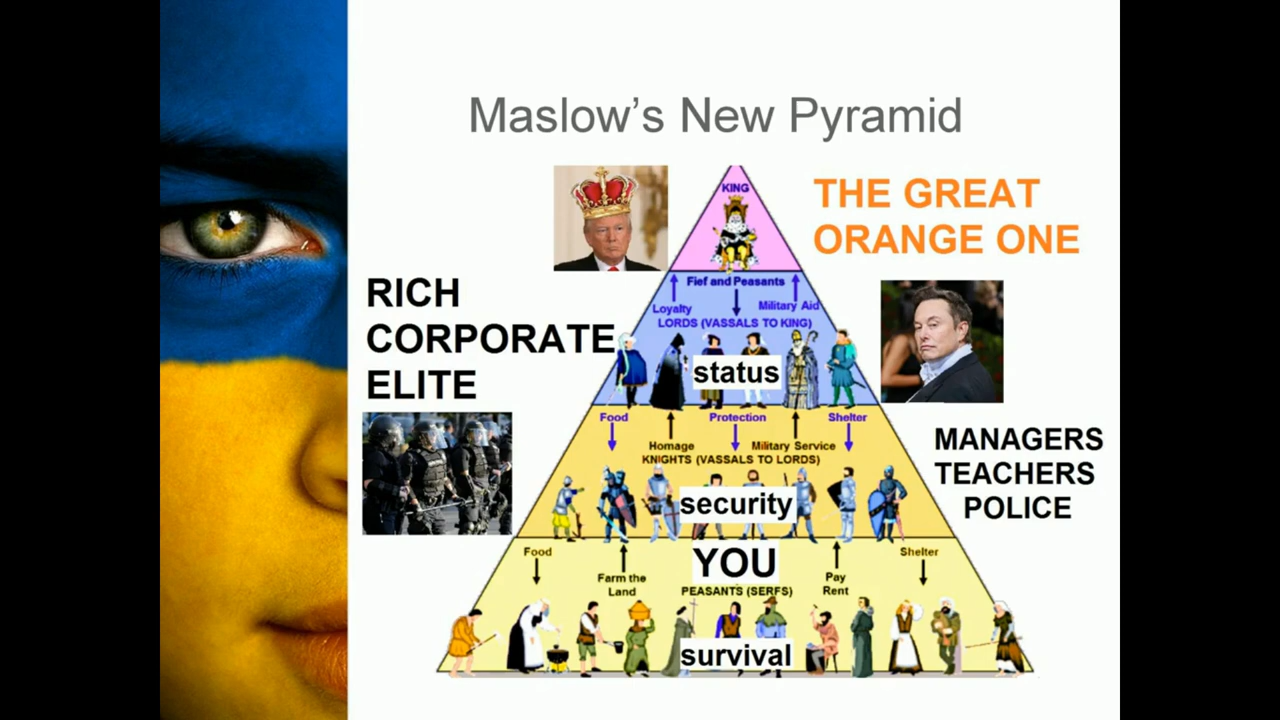 Maslow's New Pyramid
KING
THE GREAT
ORANGE ONE
Fief and Peasants
Loyalty
Military Aid
LORDS (VASSALS TO KING)
RICH
CORPORATE
ELITE
status
Food
Protection
Shelter
Homage
Military Service
KNIGHTS (VASSALS TO LORDS)
security
MANAGERS
TEACHERS
POLICE
Food
YOU
Shelter
Farm the
Land
Pay
Rent
PEASANTS (SERFS)
survival